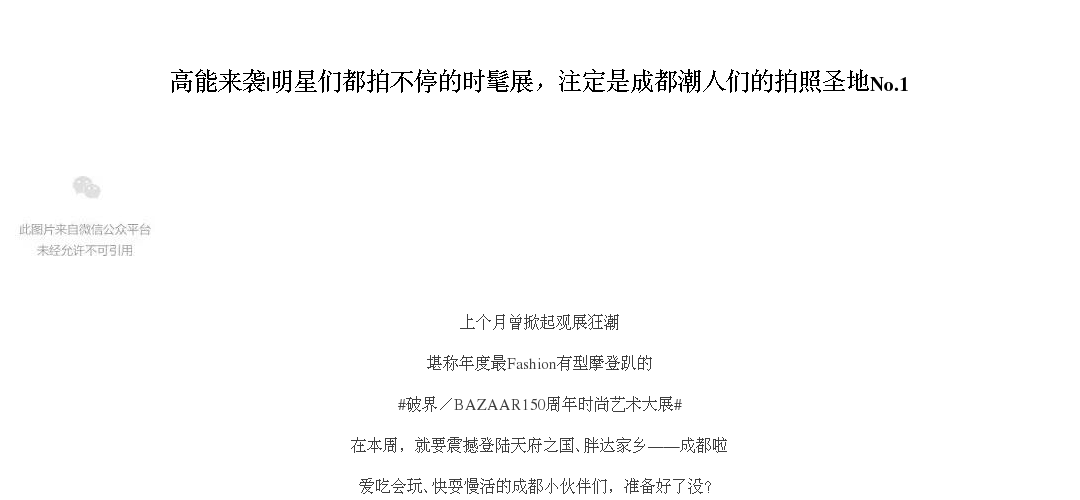 高能来袭|明星们都拍不停的时髦展，注定是成都潮人们的拍照圣地No.1
此图片来自微信公众平台
未经允许不可引用
上个月曾掀起观展狂潮
堪称年度最Fashion有型摩登趴的
#破界／BAZAAR150周年时尚艺术大展#
在本周，就要震撼登陆天府之国、胖达家乡——成都啦
爱吃会玩、快耍慢活的成都小伙伴们，准备好了没？